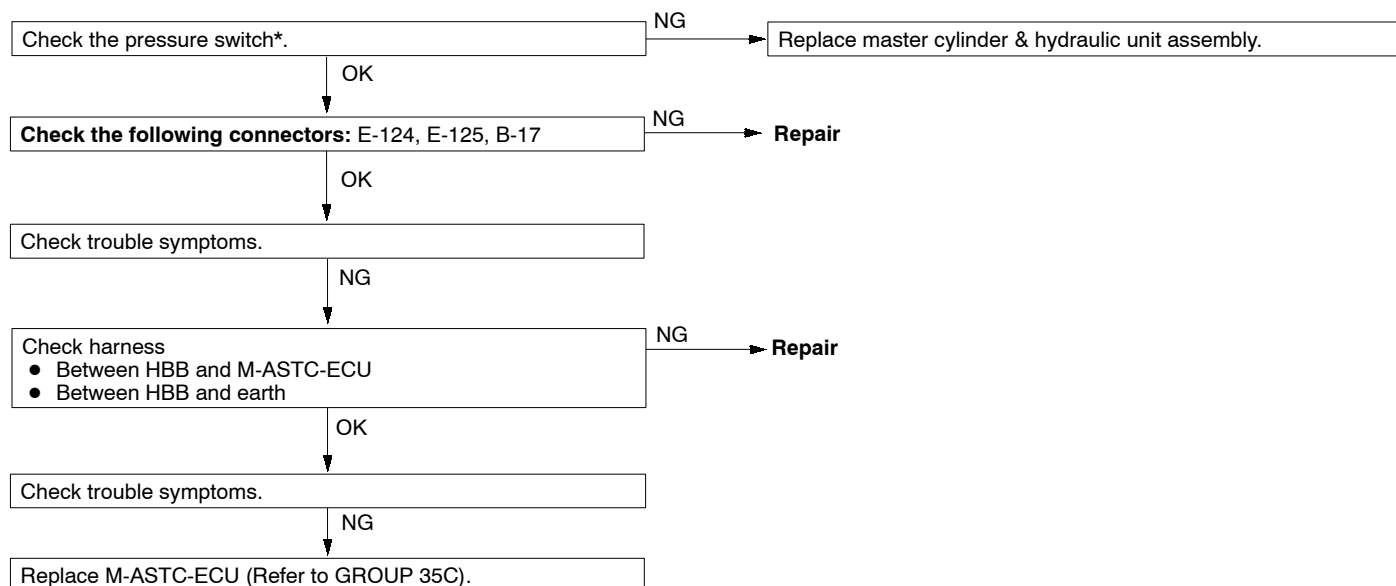 Check the pressure switch*.
NG
Replace master cylinder & hydraulic unit assembly.
OK
Check the following connectors: E-124, E-125, B-17
NG
Repair
OK
Check trouble symptoms.
NG
Check harness
● Between HBB and M-ASTC-ECU
● Between HBB and earth
NG
Repair
OK
Check trouble symptoms.
NG
Replace M-ASTC-ECU (Refer to GROUP 35C).